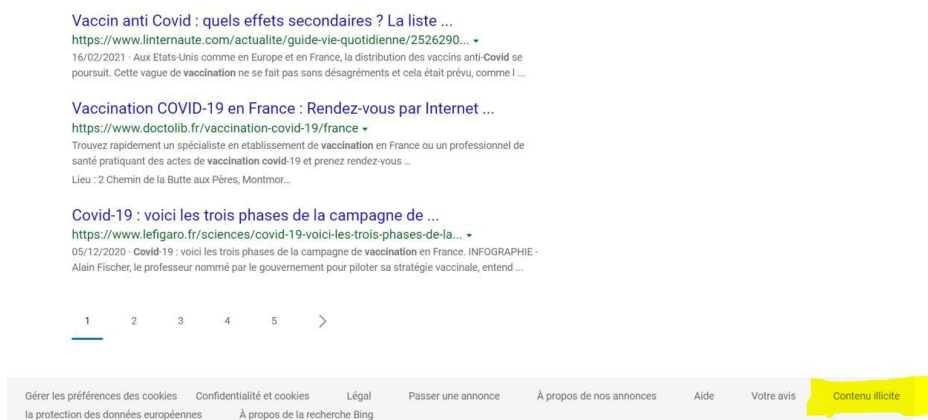 Vaccin anti Covid : quels effets secondaires ? La liste ...
https://www.linternaute.com/actualite/guide-vie-quotidienne/2526290...
16/02/2021 · Aux Etats-Unis comme en Europe et en France, la distribution des vaccins anti-Covid se
poursuit. Cette vague de vaccination ne se fait pas sans désagréments et cela était prévu, comme l ...
Vaccination COVID-19 en France : Rendez-vous par Internet ...
https://www.doctolib.fr/vaccination-covid-19/france
Trouvez rapidement un spécialiste en etablissement de vaccination en France ou un professionnel de
santé pratiquant des actes de vaccination covid-19 et prenez rendez-vous ...
Lieu : 2 Chemin de la Butte aux Pères, Montmor...
Covid-19 : voici les trois phases de la campagne de ...
https://www.lefigaro.fr/sciences/covid-19-voici-les-trois-phases-de-la...
05/12/2020 · Covid-19 : voici les trois phases de la campagne de vaccination en France. INFOGRAPHIE -
Alain Fischer, le professeur nommé par le gouvernement pour piloter sa stratégie vaccinale, entend ...
1 2 3 4 5
Gérer les préférences des cookies Confidentialité et cookies Légal Passer une annonce À propos de nos annonces Aide Votre avis Contenu illicite
la protection des données européennes À propos de la recherche Bing